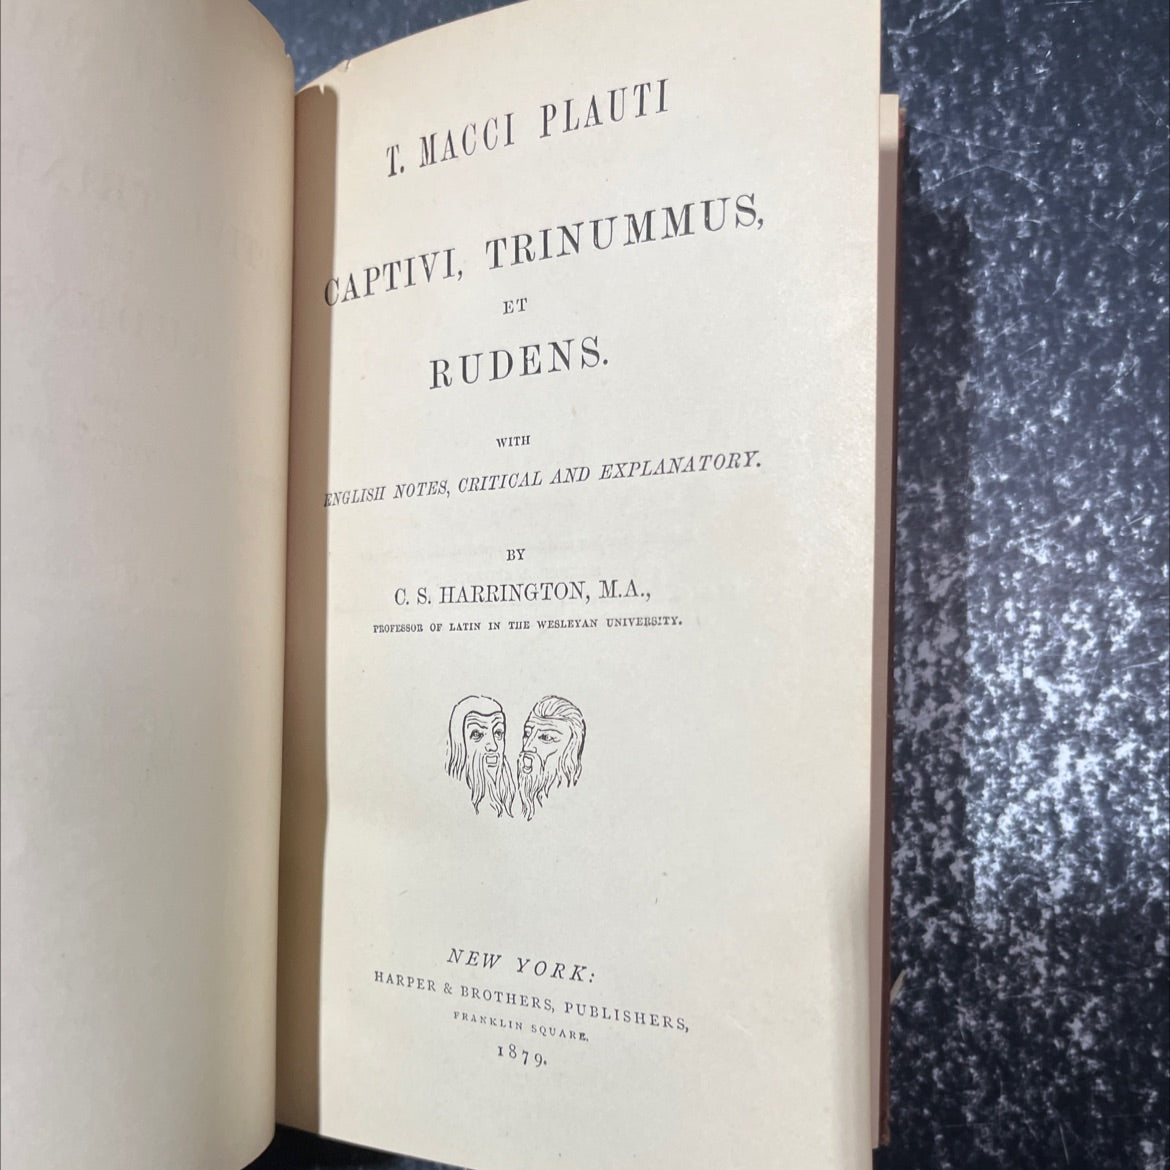 T. MACCI PLAUTI
CAPTIVI, TRINUMMUS,
ET
RUDENS.
WITH
ENGLISH NOTES, CRITICAL AND EXPLANATORY.
BY
C. S. HARRINGTON, M.A.,
PROFESSOR OF LATIN IN THE WESLEYAN UNIVERSITY.
NEW YORK:
HARPER & BROTHERS, PUBLISHERS,
FRANKLIN SQUARE.
1879.